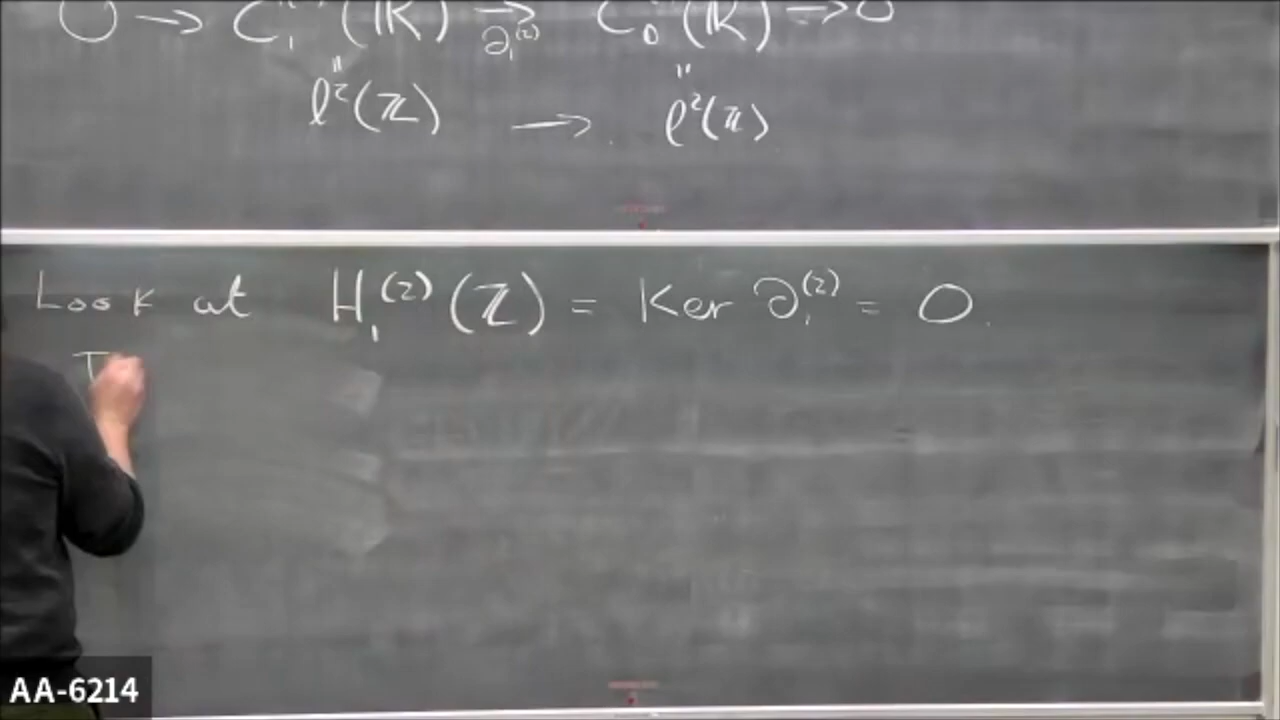 0 → C₁⁽²⁾(ℝ) →∂₁⁽²⁾ C₀⁽²⁾(ℝ) → 0
ℓ²(ℤ) → ℓ²(ℤ)
Look at H₁⁽²⁾(ℤ) = Ker ∂₁⁽²⁾ = 0.
AA-6214